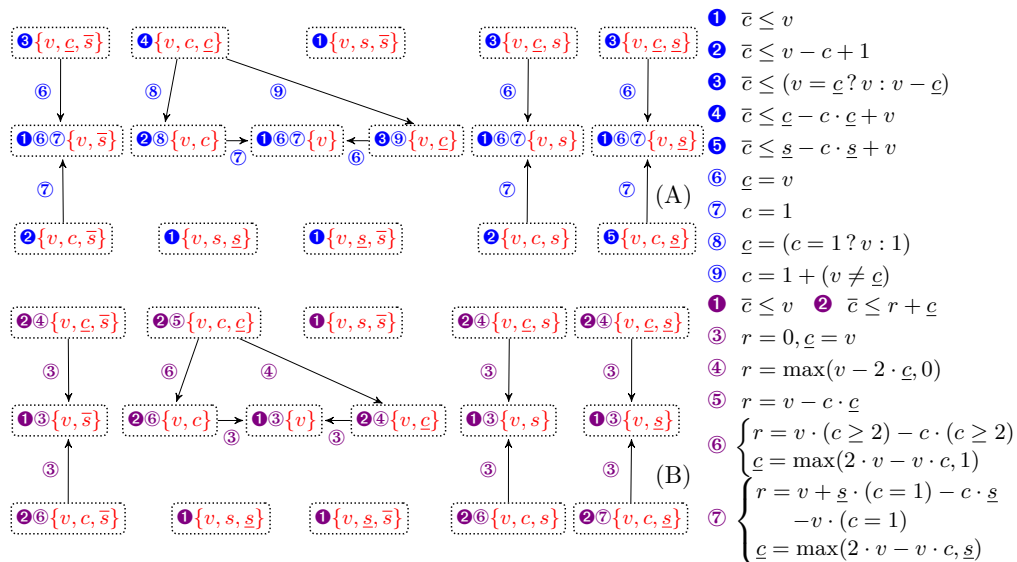 ❸{v, c̲, s̅} ❹{v, c, c̲} ❶{v, s, s̅} ❸{v, c̲, s} ❸{v, c̲, s̲}
⑥ ⑧ ⑨ ⑥ ⑥
❶⑥⑦{v, s̅} ❷⑧{v, c} ⑦ ❶⑥⑦{v} ⑥ ❸⑨{v, c̲} ❶⑥⑦{v, s} ❶⑥⑦{v, s̲}
⑦ ⑦ ⑦ (A)
❷{v, c, s̅} ❶{v, s, s̲} ❶{v, s̲, s̅} ❷{v, c, s} ❺{v, c, s̲}
❷④{v, c̲, s̅} ❷⑤{v, c, c̲} ❶{v, s, s̅} ❷④{v, c̲, s} ❷④{v, c̲, s̲}
③ ⑥ ④ ③ ③
❶③{v, s̅} ❷⑥{v, c} ③ ❶③{v} ③ ❷④{v, c̲} ❶③{v, s} ❶③{v, s̲}
③ ③ ③ (B)
❷⑥{v, c, s̅} ❶{v, s, s̲} ❶{v, s̲, s̅} ❷⑥{v, c, s} ❷⑦{v, c, s̲}
❶ c̅ ≤ v
❷ c̅ ≤ v − c + 1
❸ c̅ ≤ (v = c̲ ? v : v − c̲)
❹ c̅ ≤ c̲ − c · c̲ + v
❺ c̅ ≤ s̲ − c · s̲ + v
⑥ c̲ = v
⑦ c = 1
⑧ c̲ = (c = 1 ? v : 1)
⑨ c = 1 + (v ≠ c̲)
❶ c̅ ≤ v ❷ c̅ ≤ r + c̲
③ r = 0, c̲ = v
④ r = max(v − 2 · c̲, 0)
⑤ r = v − c · c̲
⑥ { r = v · (c ≥ 2) − c · (c ≥ 2)
c̲ = max(2 · v − v · c, 1)
⑦ { r = v + s̲ · (c = 1) − c · s̲
−v · (c = 1)
c̲ = max(2 · v − v · c, s̲)